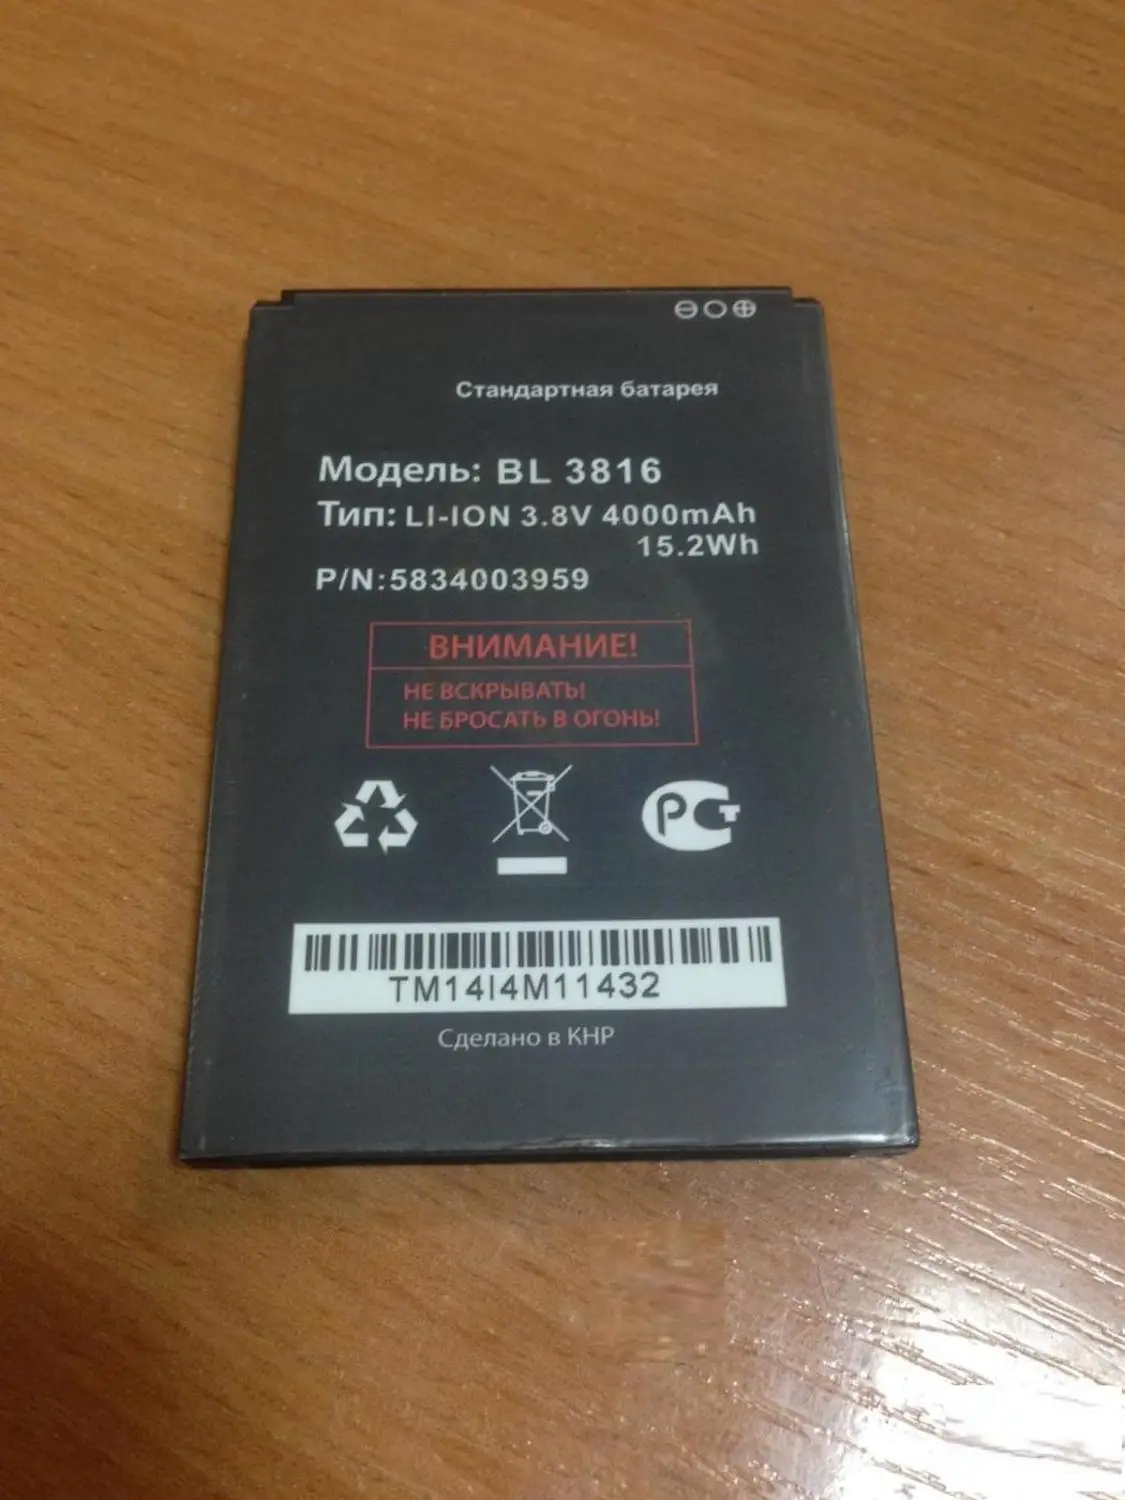 Стандартная батарея
Модель: BL 3816
Тип: LI-ION 3.8V 4000mAh
15.2Wh
P/N:5834003959
ВНИМАНИЕ!
НЕ ВСКРЫВАТЬ!
НЕ БРОСАТЬ В ОГОНЬ!
РСТ
TM14I4M11432
Сделано в КНР